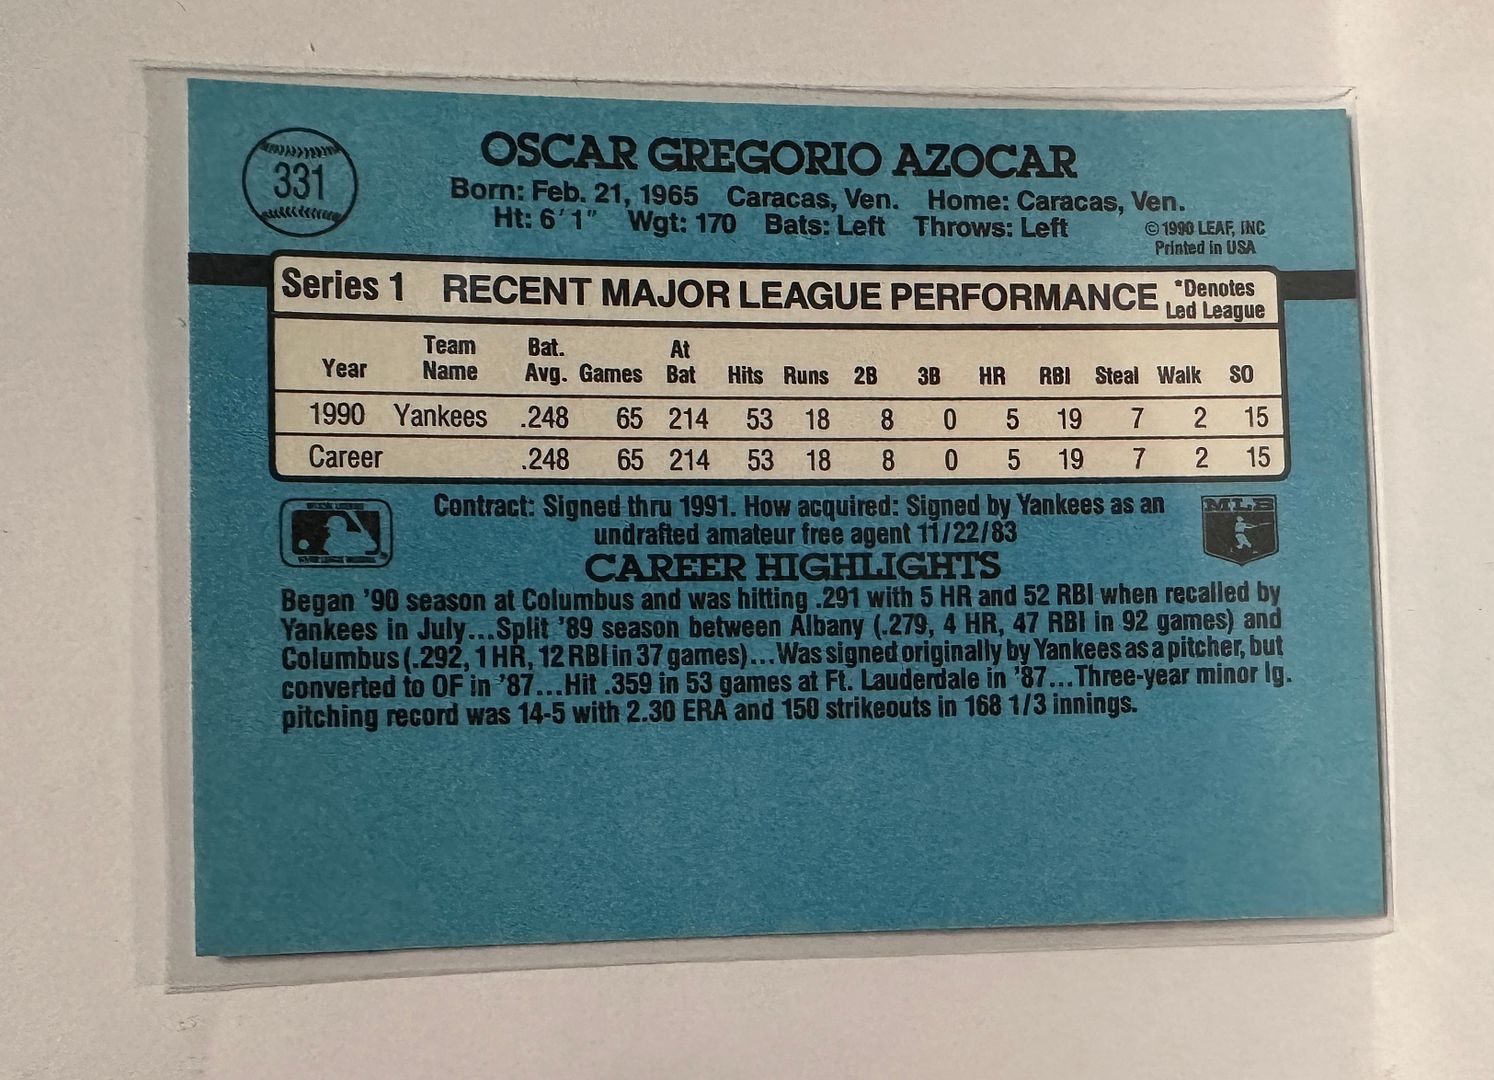 331
OSCAR GREGORIO AZOCAR
Born: Feb. 21, 1965 Caracas, Ven. Home: Caracas, Ven.
Ht: 6'1" Wgt: 170 Bats: Left Throws: Left
© 1990 LEAF, INC
Printed in USA
Series 1 RECENT MAJOR LEAGUE PERFORMANCE *Denotes
Led League
Year Team Name Bat. Avg. Games At Bat Hits Runs 2B 3B HR RBI Steal Walk SO
1990 Yankees .248 65 214 53 18 8 0 5 19 7 2 15
Career .248 65 214 53 18 8 0 5 19 7 2 15
Contract: Signed thru 1991. How acquired: Signed by Yankees as an
undrafted amateur free agent 11/22/83
MLB
CAREER HIGHLIGHTS
Began '90 season at Columbus and was hitting .291 with 5 HR and 52 RBI when recalled by
Yankees in July...Split '89 season between Albany (.279, 4 HR, 47 RBI in 92 games) and
Columbus (.292, 1 HR, 12 RBI in 37 games)...Was signed originally by Yankees as a pitcher, but
converted to OF in '87...Hit .359 in 53 games at Ft. Lauderdale in '87...Three-year minor lg.
pitching record was 14-5 with 2.30 ERA and 150 strikeouts in 168 1/3 innings.